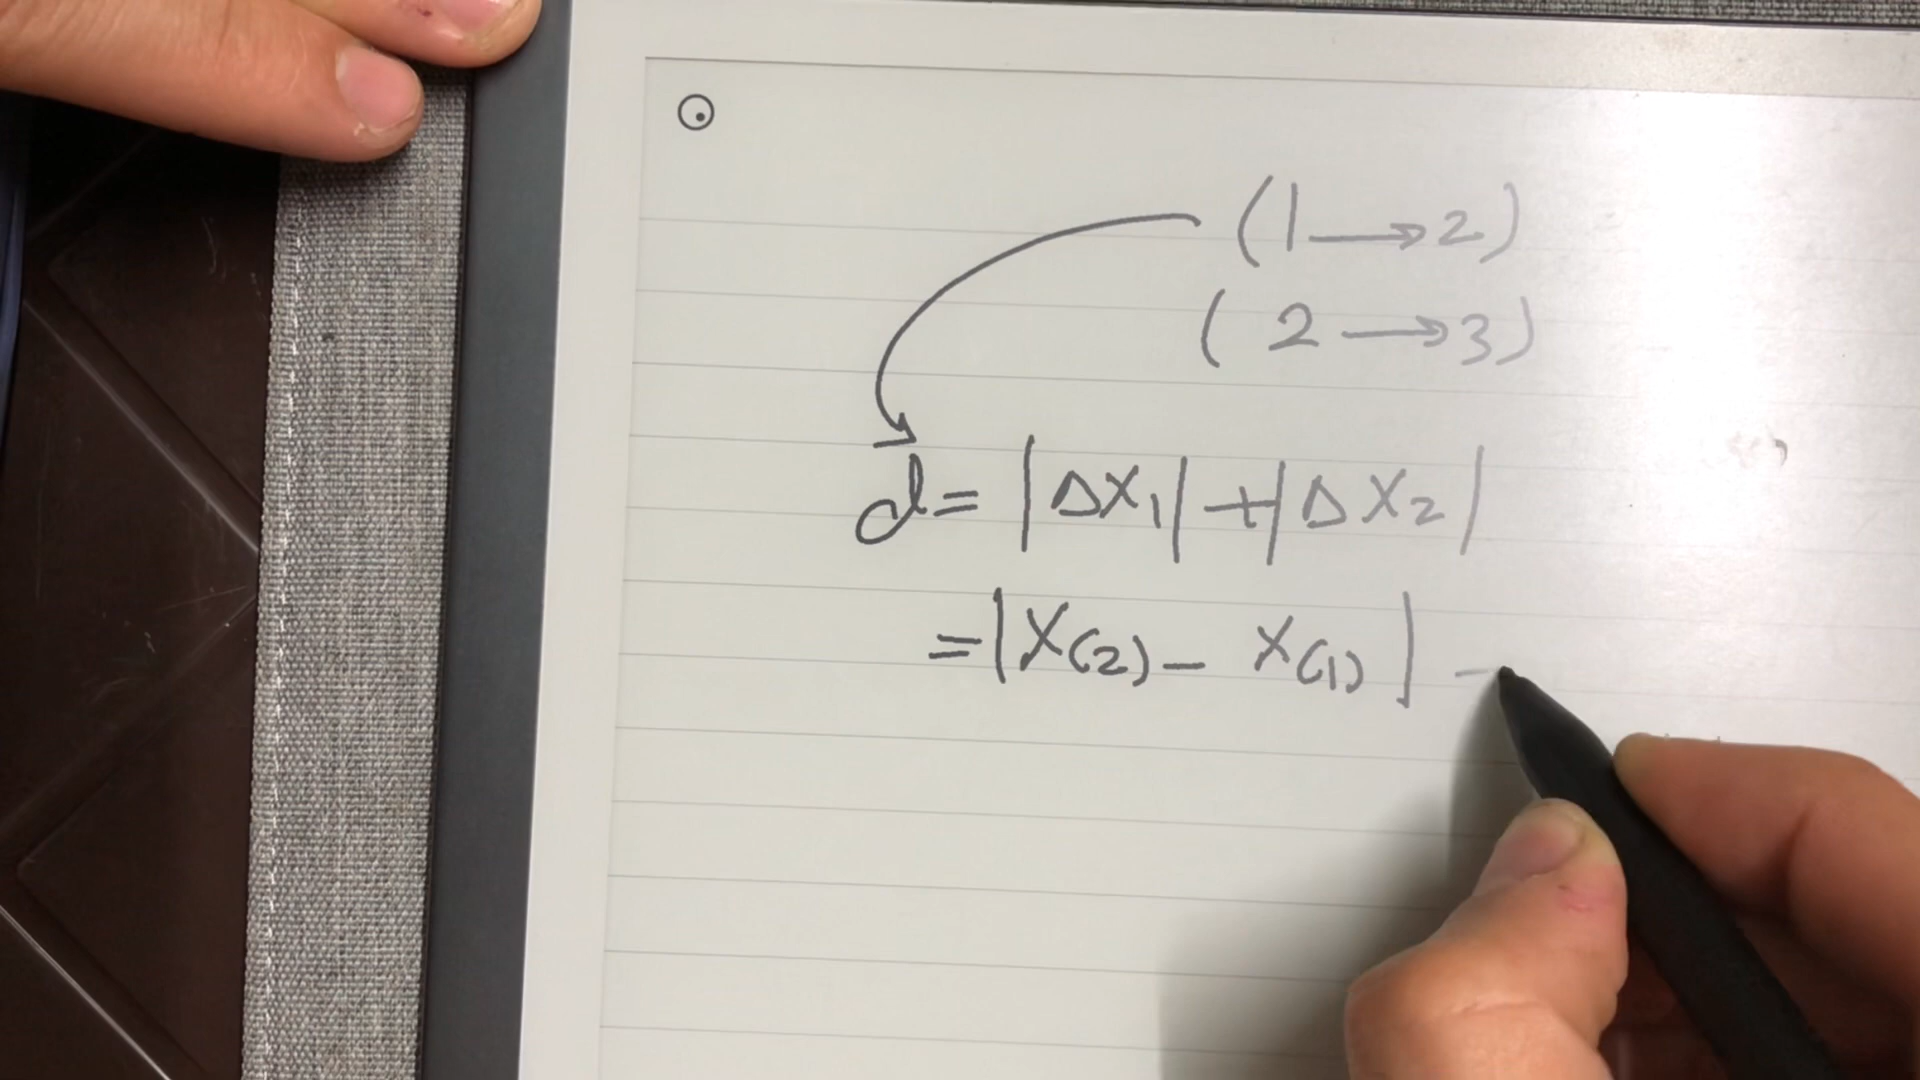 (1 → 2)
( 2 → 3)
d = |ΔX₁| + |ΔX₂|
= |X(2) - X(1)| -